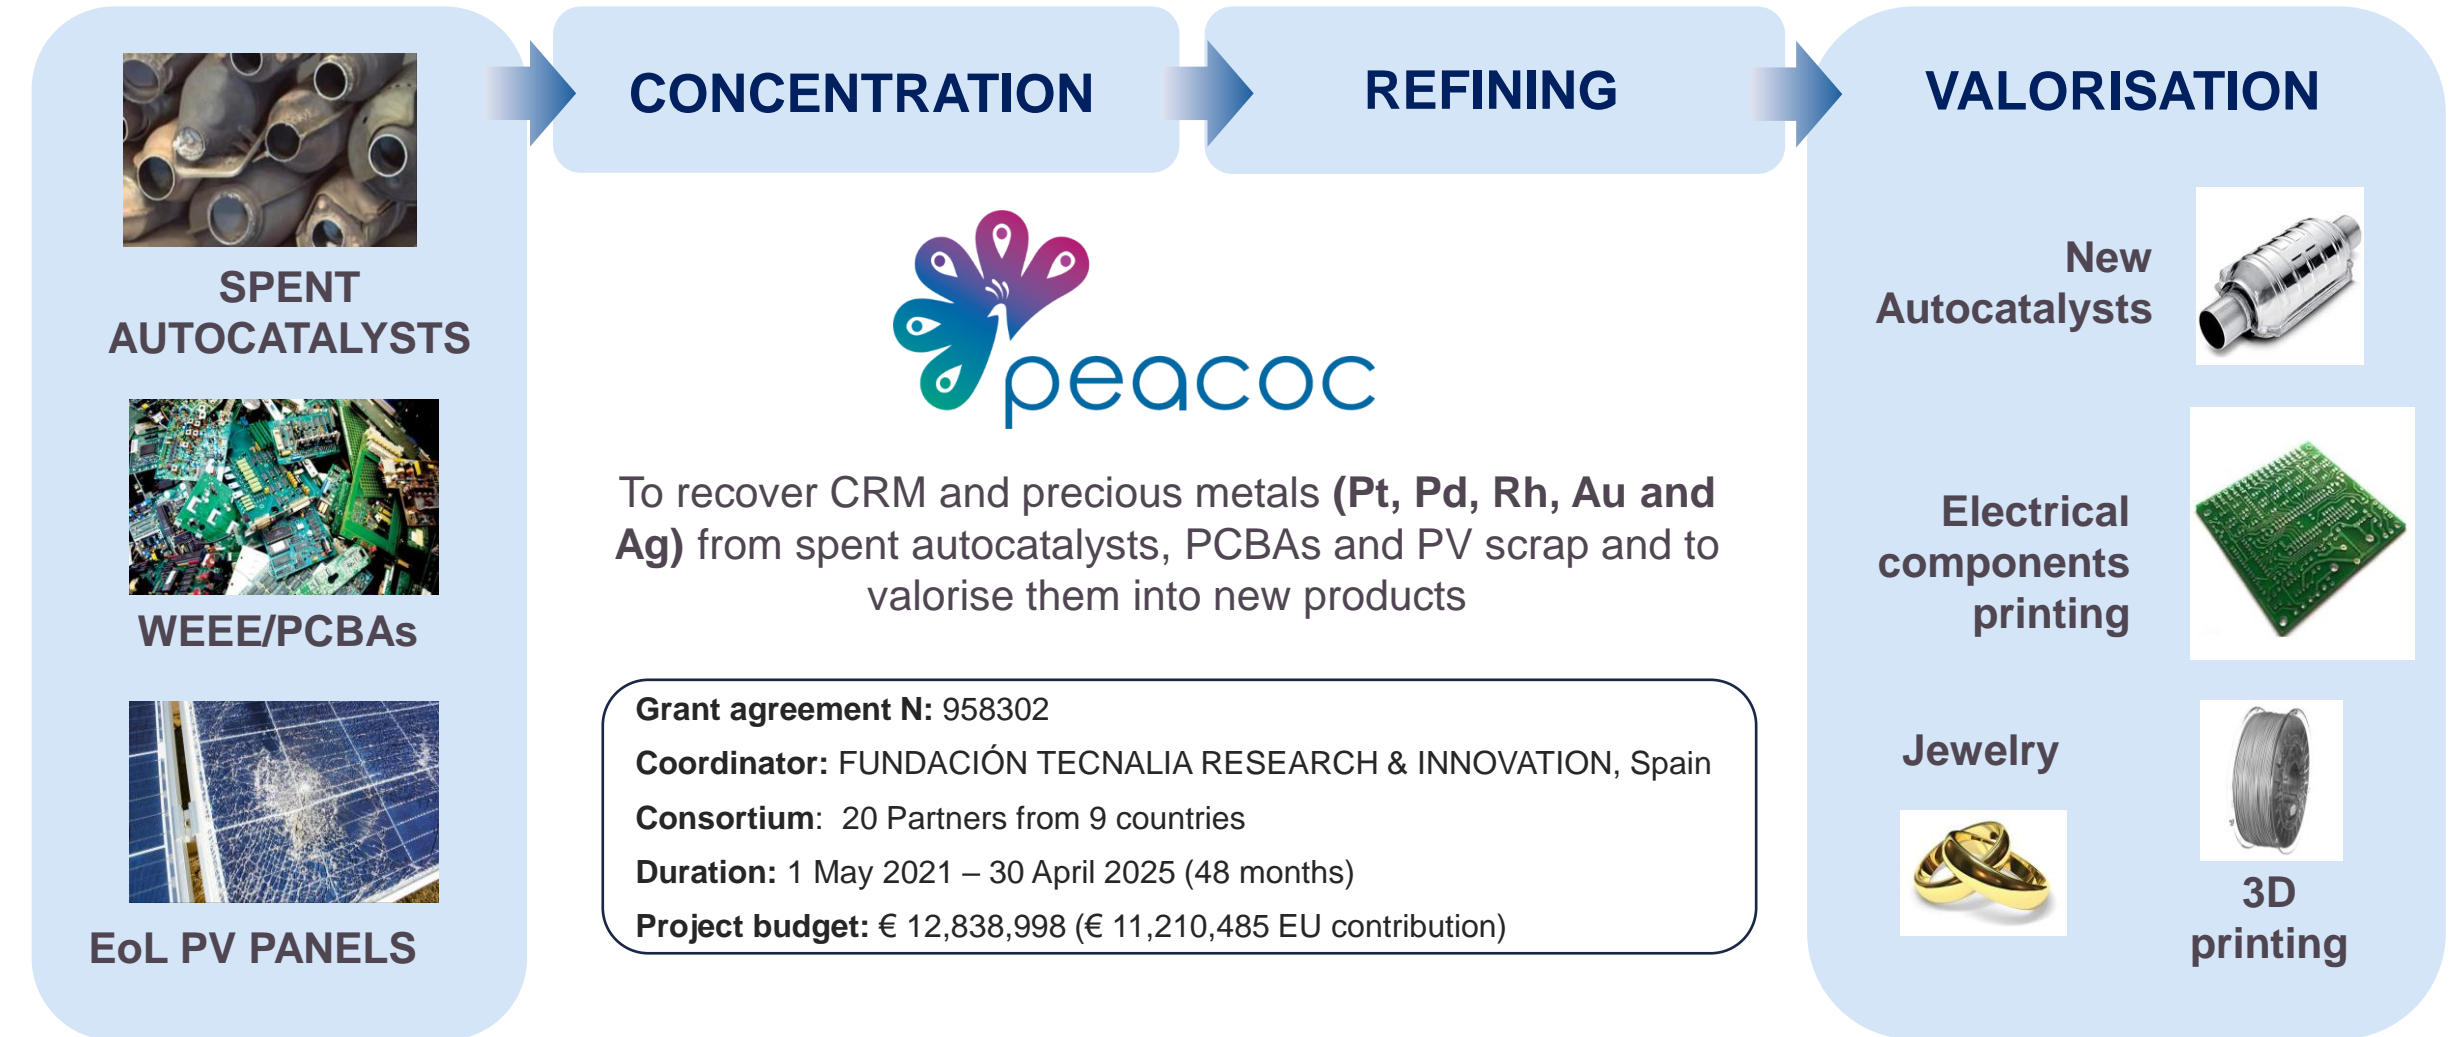 SPENT
AUTOCATALYSTS
WEEE/PCBAs
EoL PV PANELS
CONCENTRATION
REFINING
peacoc
To recover CRM and precious metals (Pt, Pd, Rh, Au and
Ag) from spent autocatalysts, PCBAs and PV scrap and to
valorise them into new products
Grant agreement N: 958302
Coordinator: FUNDACIÓN TECNALIA RESEARCH & INNOVATION, Spain
Consortium:  20 Partners from 9 countries
Duration: 1 May 2021 – 30 April 2025 (48 months)
Project budget: € 12,838,998 (€ 11,210,485 EU contribution)
VALORISATION
New
Autocatalysts
Electrical
components
printing
Jewelry
3D
printing